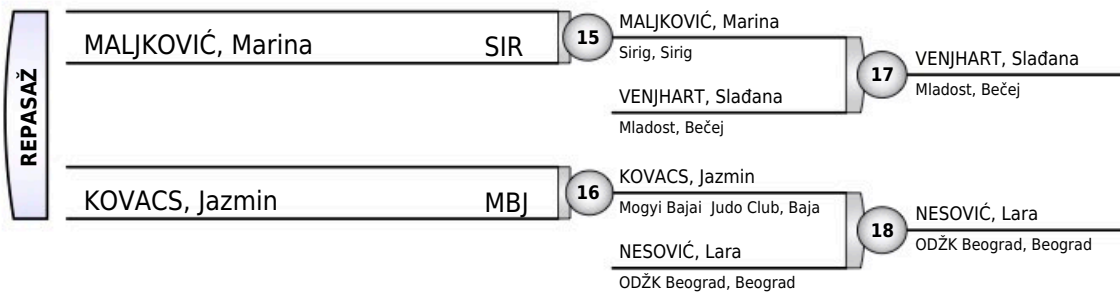 REPASAŽ
MALJKOVIĆ, Marina SIR
15
MALJKOVIĆ, Marina
Sirig, Sirig
VENJHART, Slađana
Mladost, Bečej
17
VENJHART, Slađana
Mladost, Bečej
KOVACS, Jazmin MBJ
16
KOVACS, Jazmin
Mogyi Bajai Judo Club, Baja
NESOVIĆ, Lara
ODŽK Beograd, Beograd
18
NESOVIĆ, Lara
ODŽK Beograd, Beograd